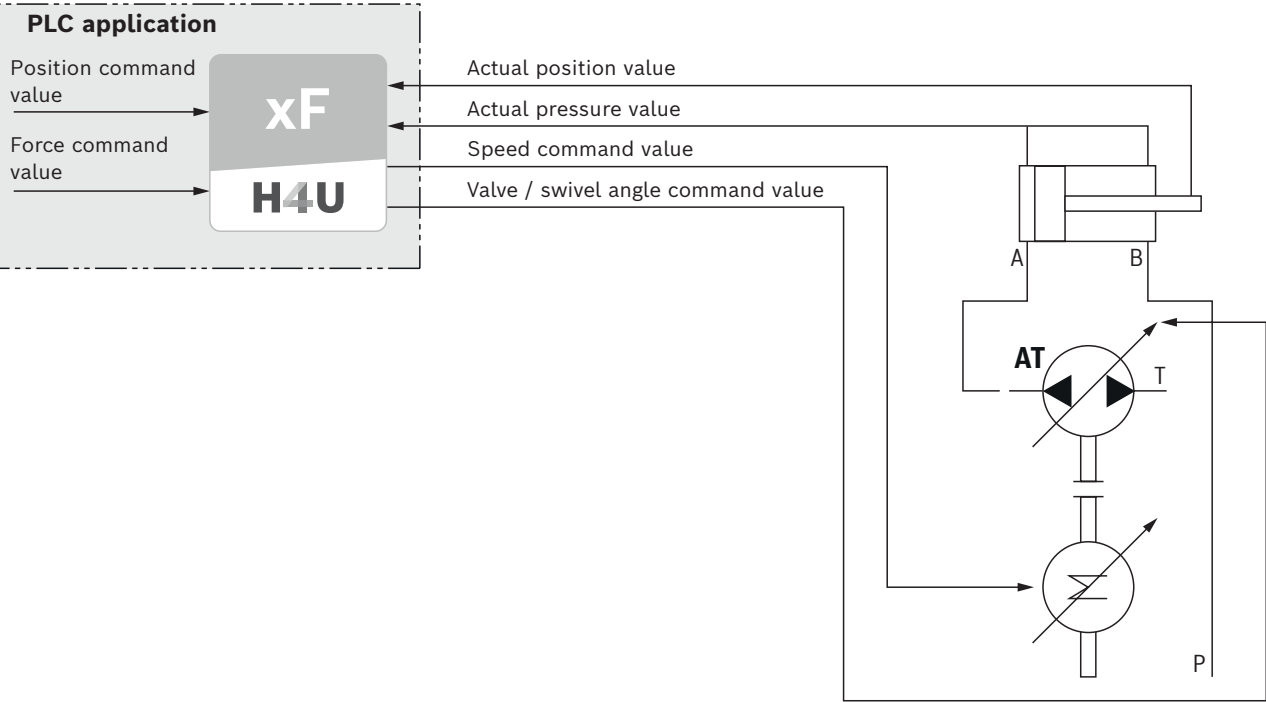 PLC application
Position command
value
Force command
value
xF
H4U
Actual position value
Actual pressure value
Speed command value
Valve / swivel angle command value
A
B
AT
T
M
P